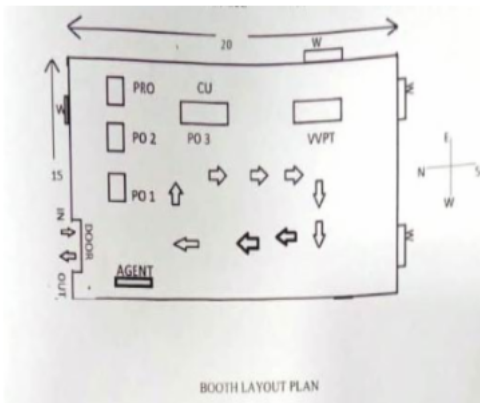 20
W
PRO CU
W W
PO 2 PO 3 VVPT
E
15
N S
PO 1
W
IN
DOOR
W
OUT
AGENT
BOOTH LAYOUT PLAN